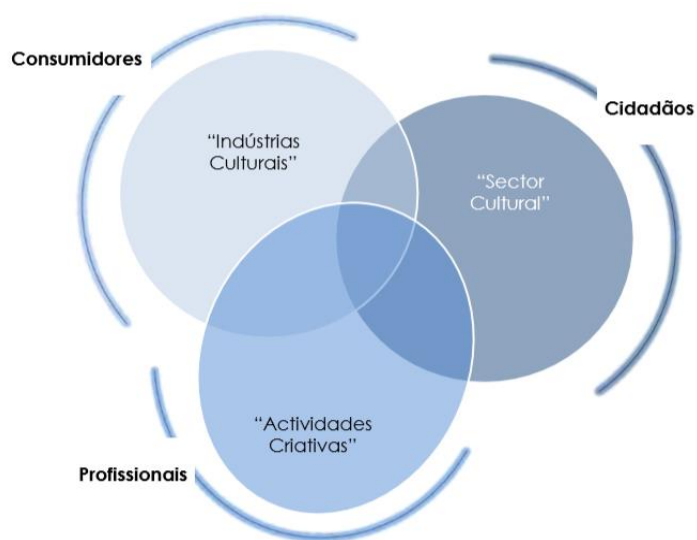 Consumidores
Cidadãos
“Indústrias
Culturais”
“Sector
Cultural”
“Actividades
Criativas”
Profissionais